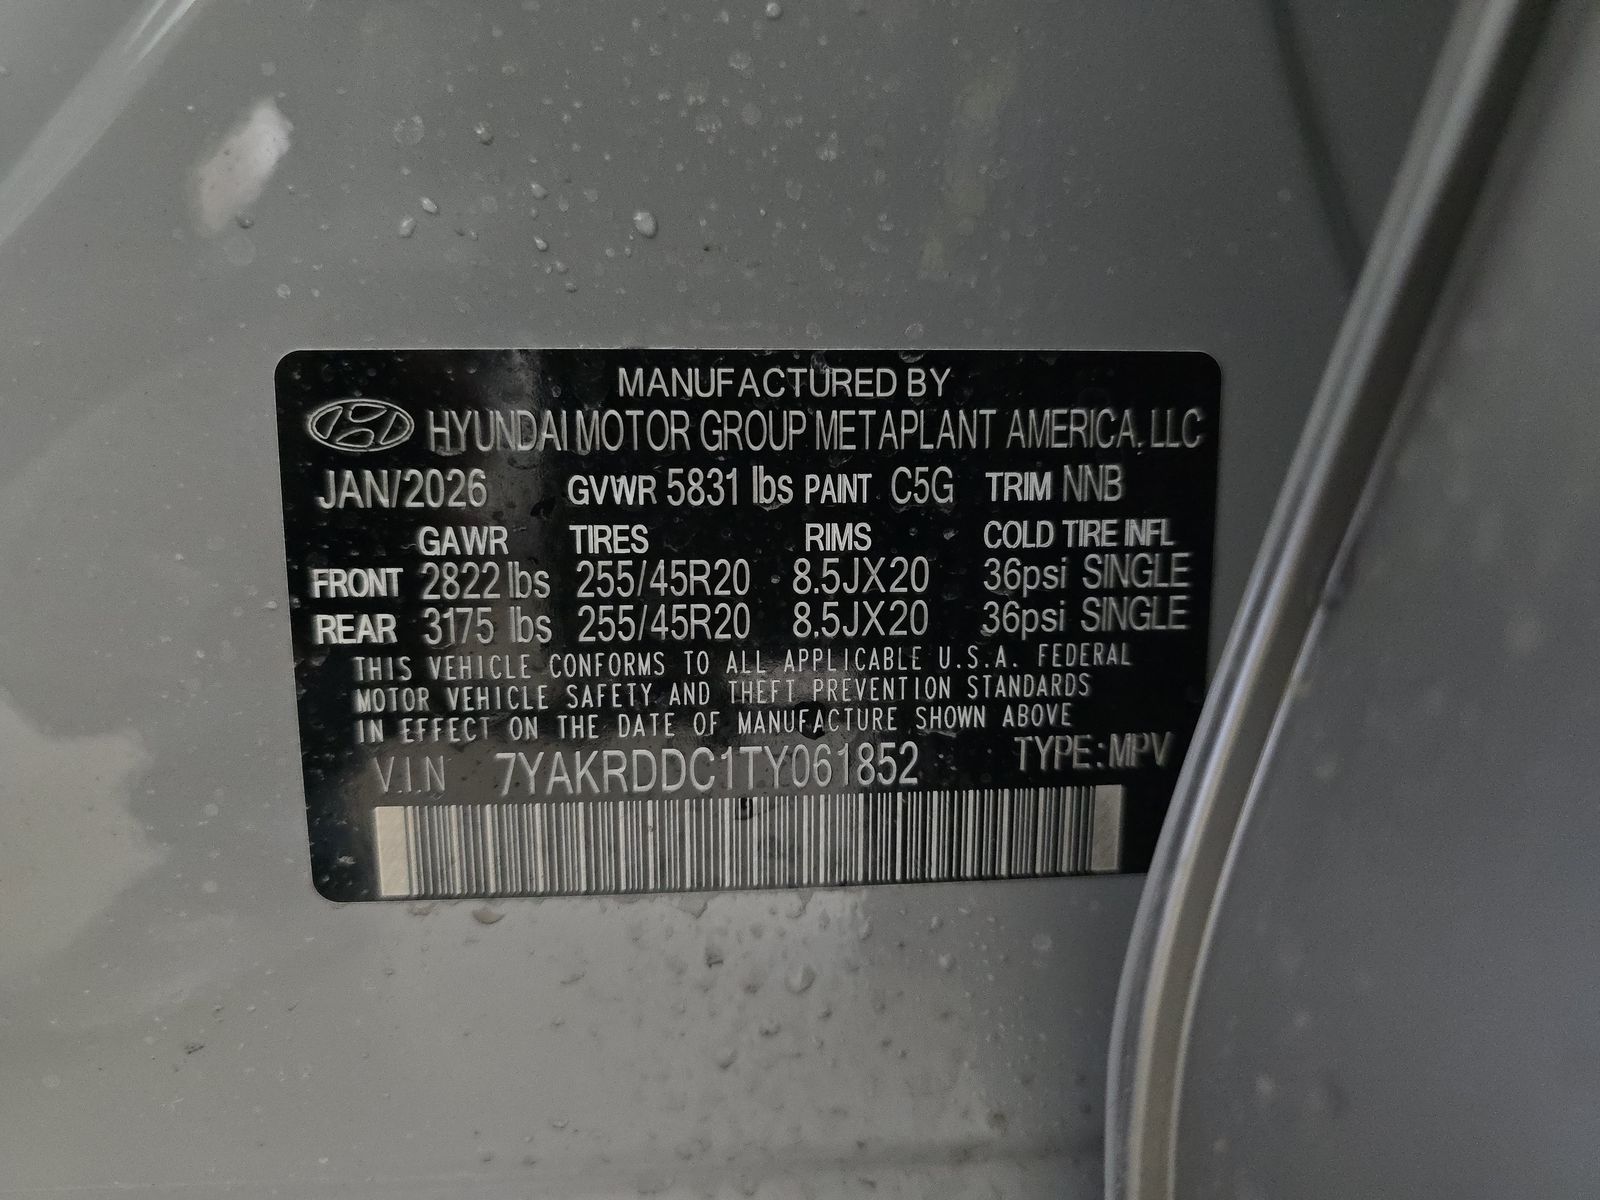 MANUFACTURED BY
HYUNDAI MOTOR GROUP METAPLANT AMERICA, LLC
JAN/2026 GVWR 5831 lbs PAINT C5G TRIM NNB
GAWR TIRES RIMS COLD TIRE INFL
FRONT 2822 lbs 255/45R20 8.5JX20 36psi SINGLE
REAR 3175 lbs 255/45R20 8.5JX20 36psi SINGLE
THIS VEHICLE CONFORMS TO ALL APPLICABLE U.S.A. FEDERAL
MOTOR VEHICLE SAFETY AND THEFT PREVENTION STANDARDS
IN EFFECT ON THE DATE OF MANUFACTURE SHOWN ABOVE
V.I.N 7YAKRDDC1TY061852 TYPE: MPV